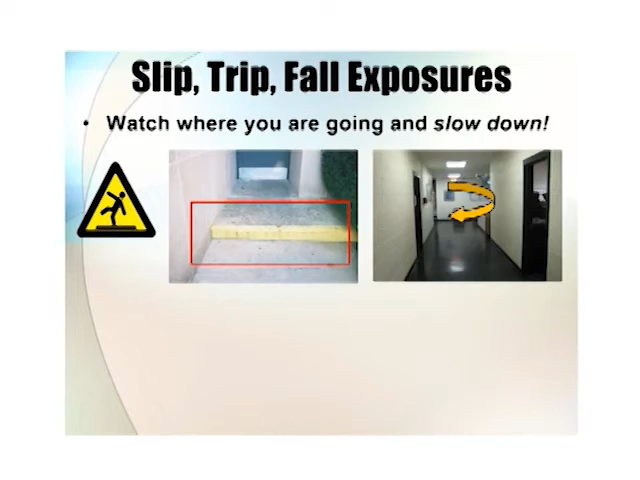 Slip, Trip, Fall Exposures
• Watch where you are going and slow down!